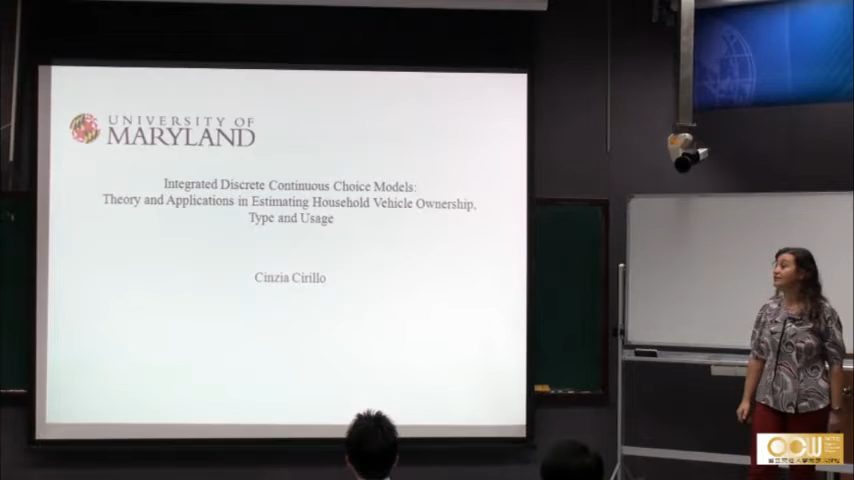 UNIVERSITY OF
MARYLAND
Integrated Discrete Continuous Choice Models:
Theory and Applications in Estimating Household Vehicle Ownership,
Type and Usage
Cinzia Cirillo
OCW